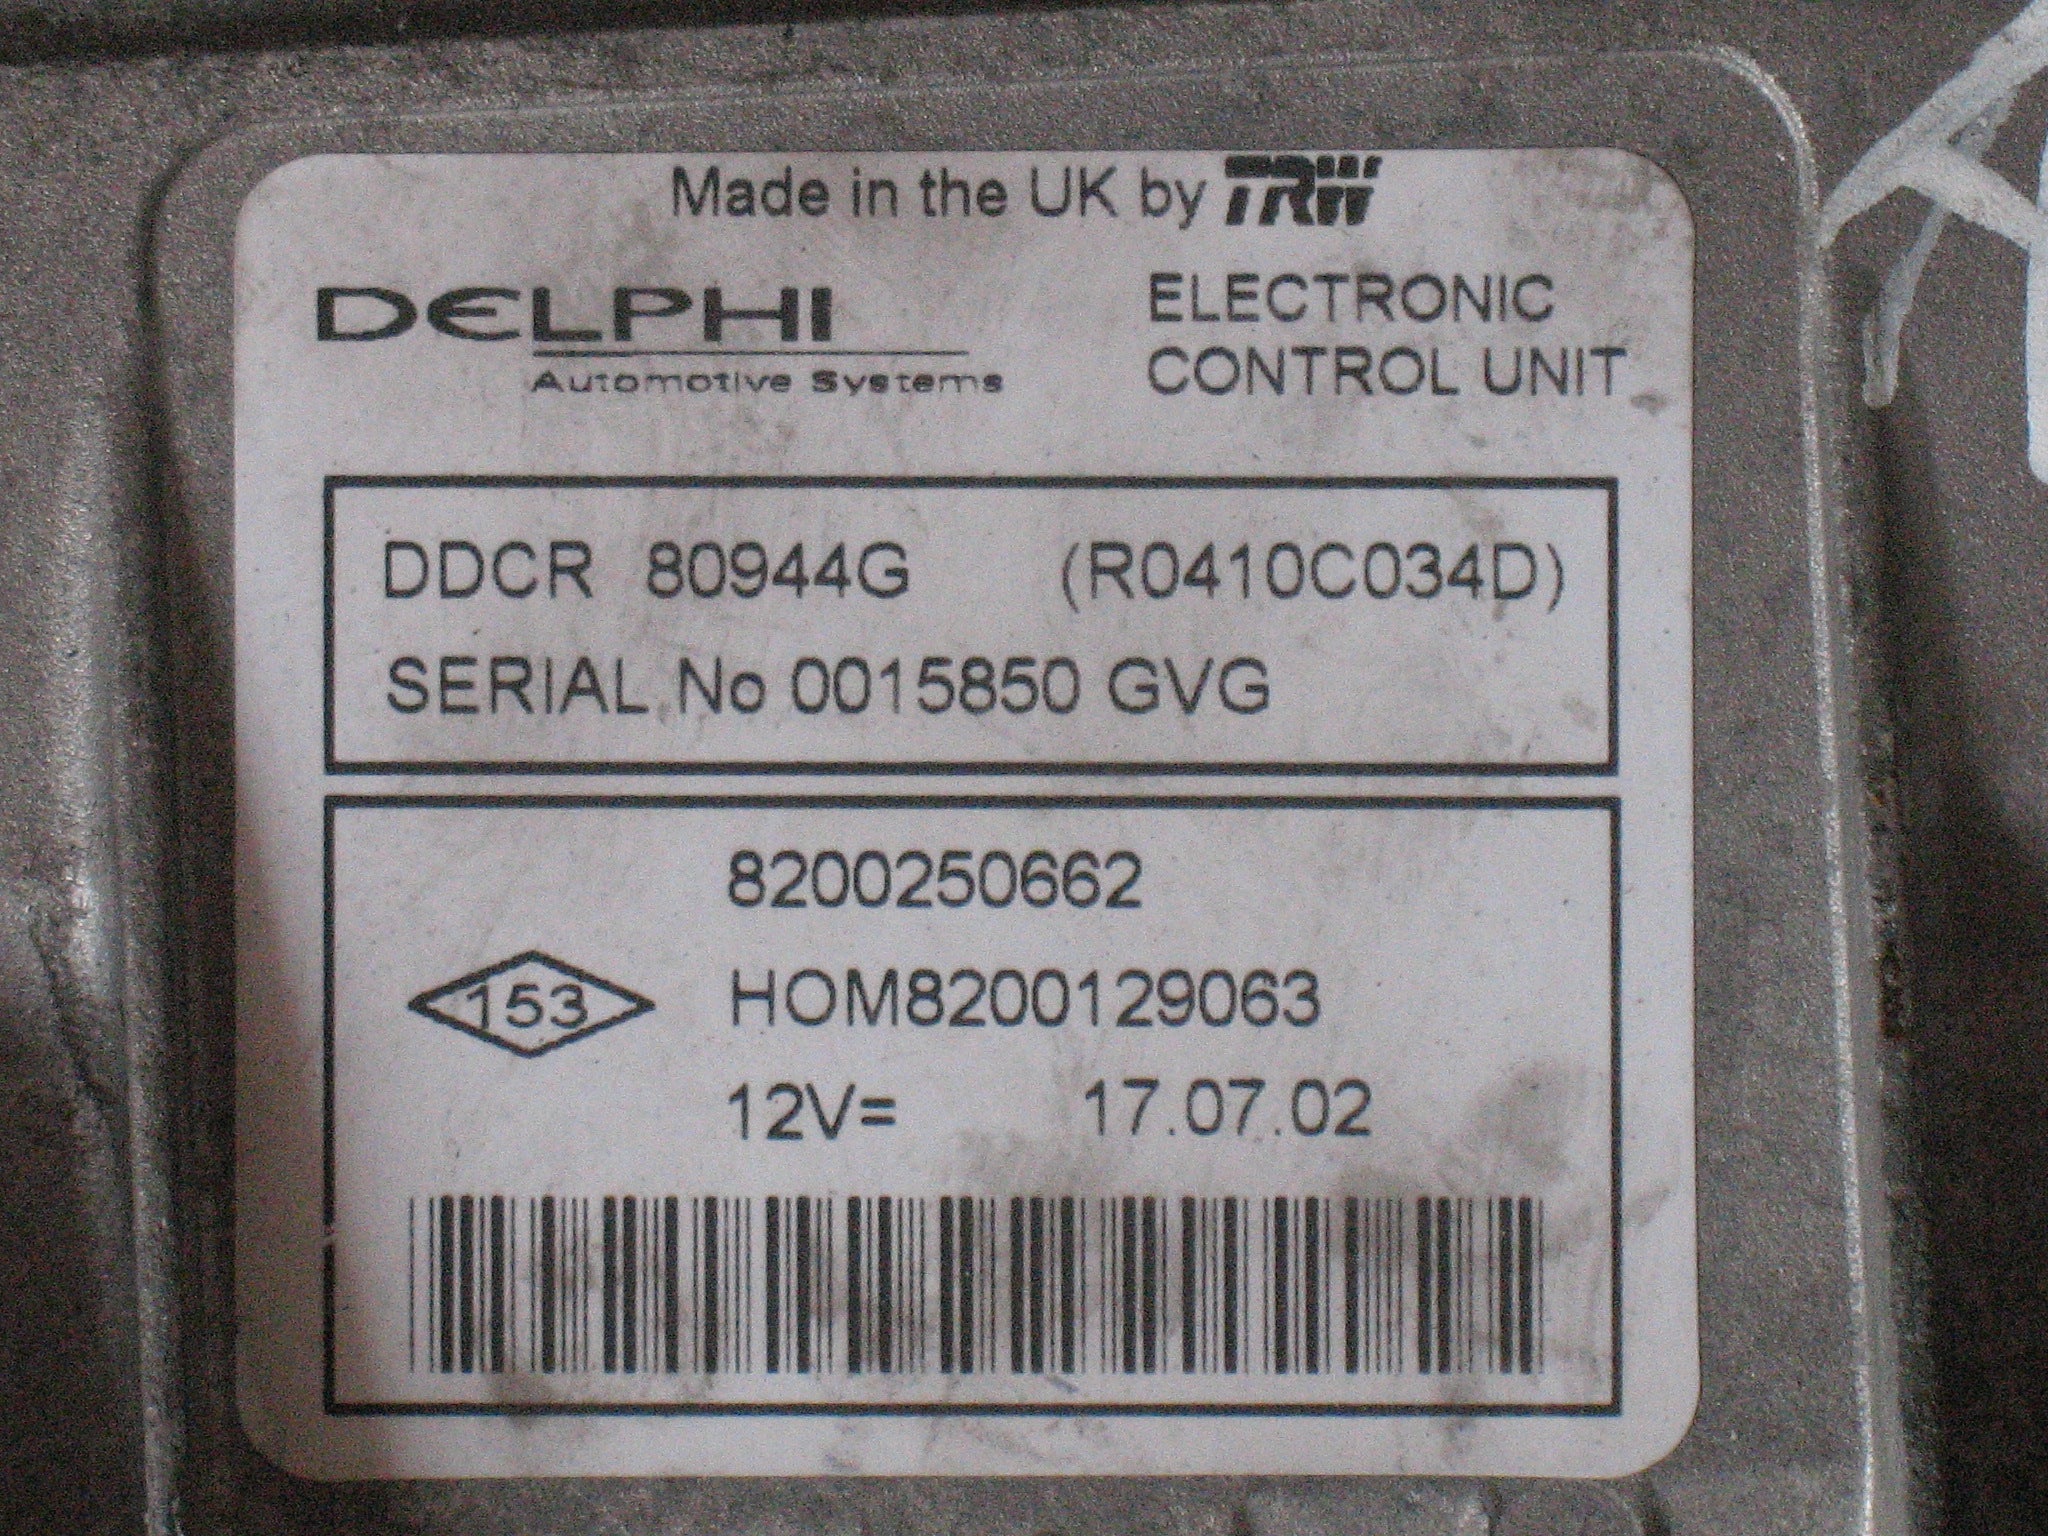 Made in the UK by TRW
DELPHI
Automotive Systems
ELECTRONIC
CONTROL UNIT
DDCR 80944G (R0410C034D)
SERIAL No 0015850 GVG
8200250662
153 HOM8200129063
12V= 17.07.02